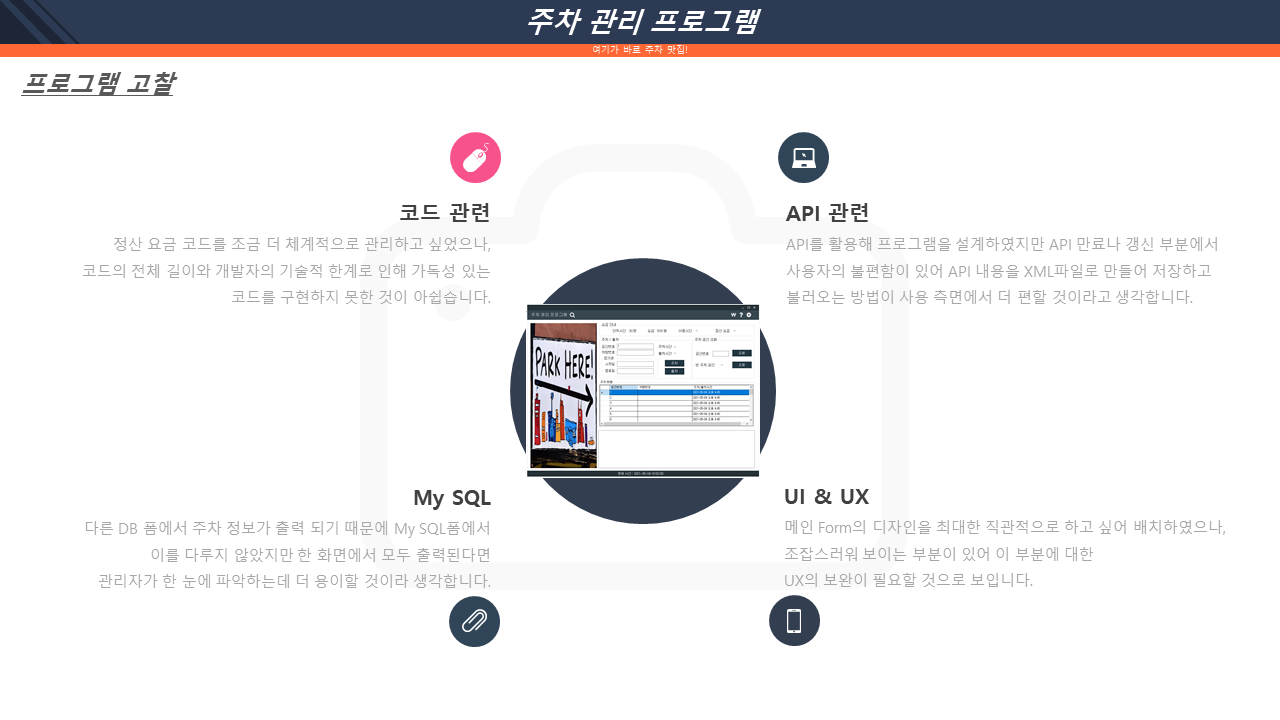 주차 관리 프로그램
여기가 바로 주차 맛집!
프로그램 고찰
코드 관련
정산 요금 코드를 조금 더 체계적으로 관리하고 싶었으나,
코드의 전체 길이와 개발자의 기술적 한계로 인해 가독성 있는
코드를 구현하지 못한 것이 아쉽습니다.
API 관련
API를 활용해 프로그램을 설계하였지만 API 만료나 갱신 부분에서
사용자의 불편함이 있어 API 내용을 XML파일로 만들어 저장하고
불러오는 방법이 사용 측면에서 더 편할 것이라고 생각합니다.
주차 관리 프로그램
PARK HERE!
My SQL
다른 DB 폼에서 주차 정보가 출력 되기 때문에 My SQL폼에서
이를 다루지 않았지만 한 화면에서 모두 출력된다면
관리자가 한 눈에 파악하는데 더 용이할 것이라 생각합니다.
UI & UX
메인 Form의 디자인을 최대한 직관적으로 하고 싶어 배치하였으나,
조잡스러워 보이는 부분이 있어 이 부분에 대한
UX의 보완이 필요할 것으로 보입니다.